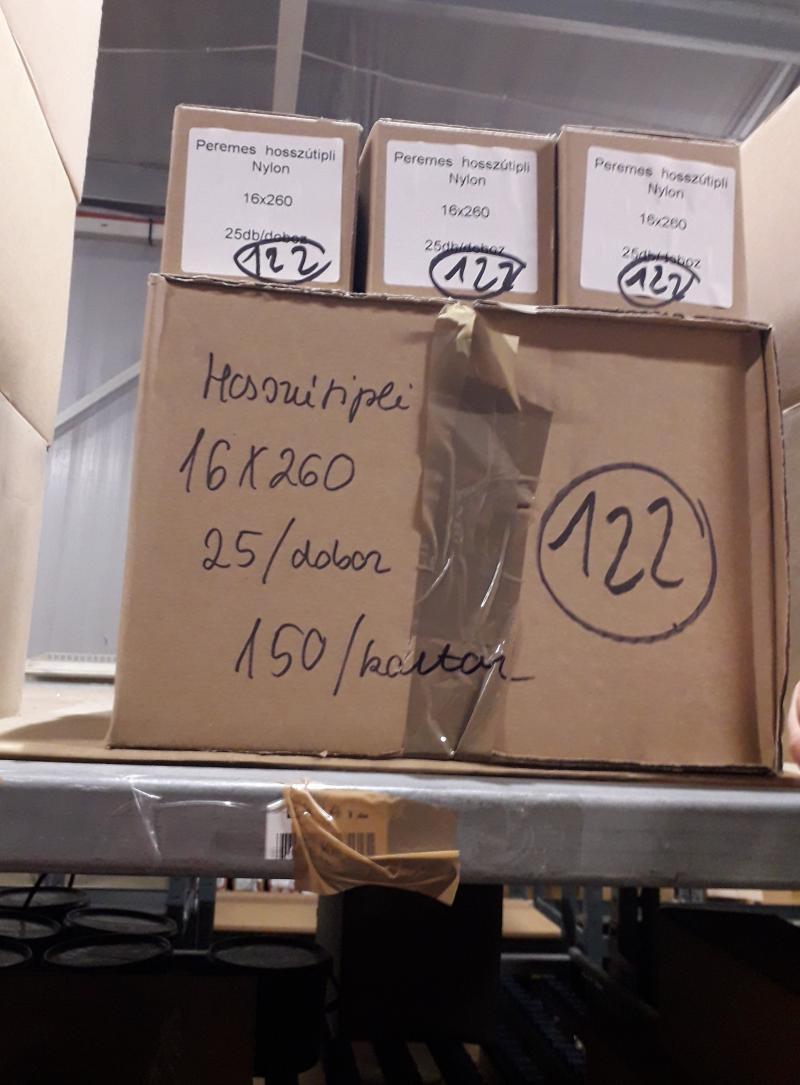 Peremes hosszútipli
Nylon
16x260
25db/doboz
122
Peremes hosszútipli
Nylon
16x260
25db/doboz
122
Peremes hosszútipli
Nylon
16x260
25db/doboz
122
Hosszútipli
16X260
25/doboz
150/karton
122